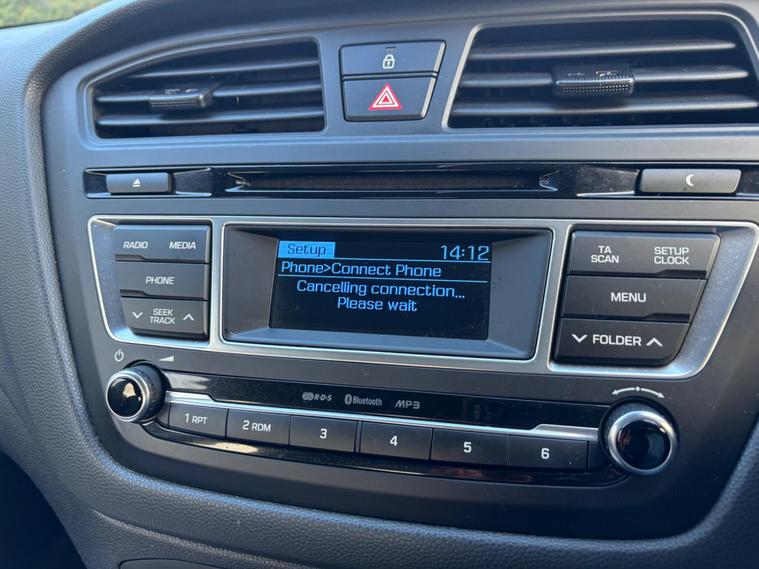 Setup 14:12
Phone>Connect Phone
Cancelling connection...
Please wait
RADIO MEDIA
PHONE
SEEK
TRACK
TA
SCAN
SETUP
CLOCK
MENU
FOLDER
R·D·S Bluetooth MP3
1 RPT 2 RDM 3 4 5 6